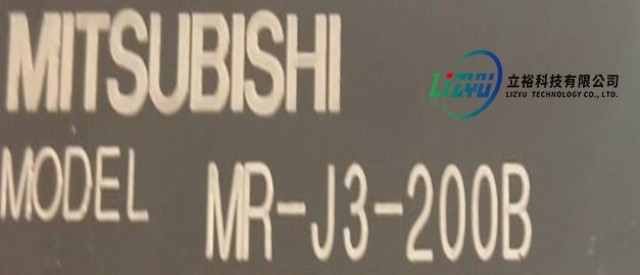 MITSUBISHI
LiZYU
立裕科技有限公司
LIZYU TECHNOLOGY CO., LTD.
MODEL MR-J3-200B